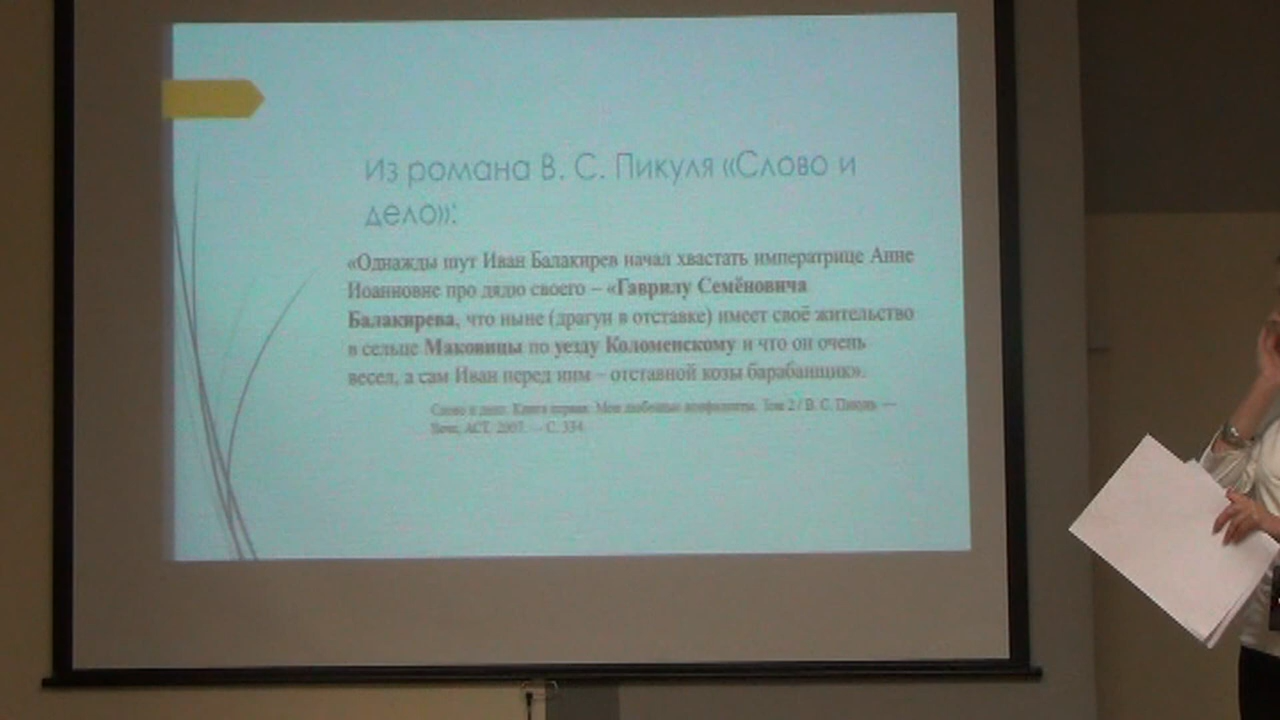 Из романа В. С. Пикуля «Слово и
дело»:
«Однажды шут Иван Балакирев начал хвастать императрице Анне
Иоанновне про дядю своего – «Гаврилу Семёновича
Балакирева, что ныне (драгун в отставке) имеет своё жительство
в сельце Маковицы по уезду Коломенскому и что он очень
весел, а сам Иван перед ним – отставной козы барабанщик».
Слово и дело. Книга первая. Мои любезные конфиденты. Том 2 / В. С. Пикуль. —
Вече, АСТ, 2007. — С. 334.